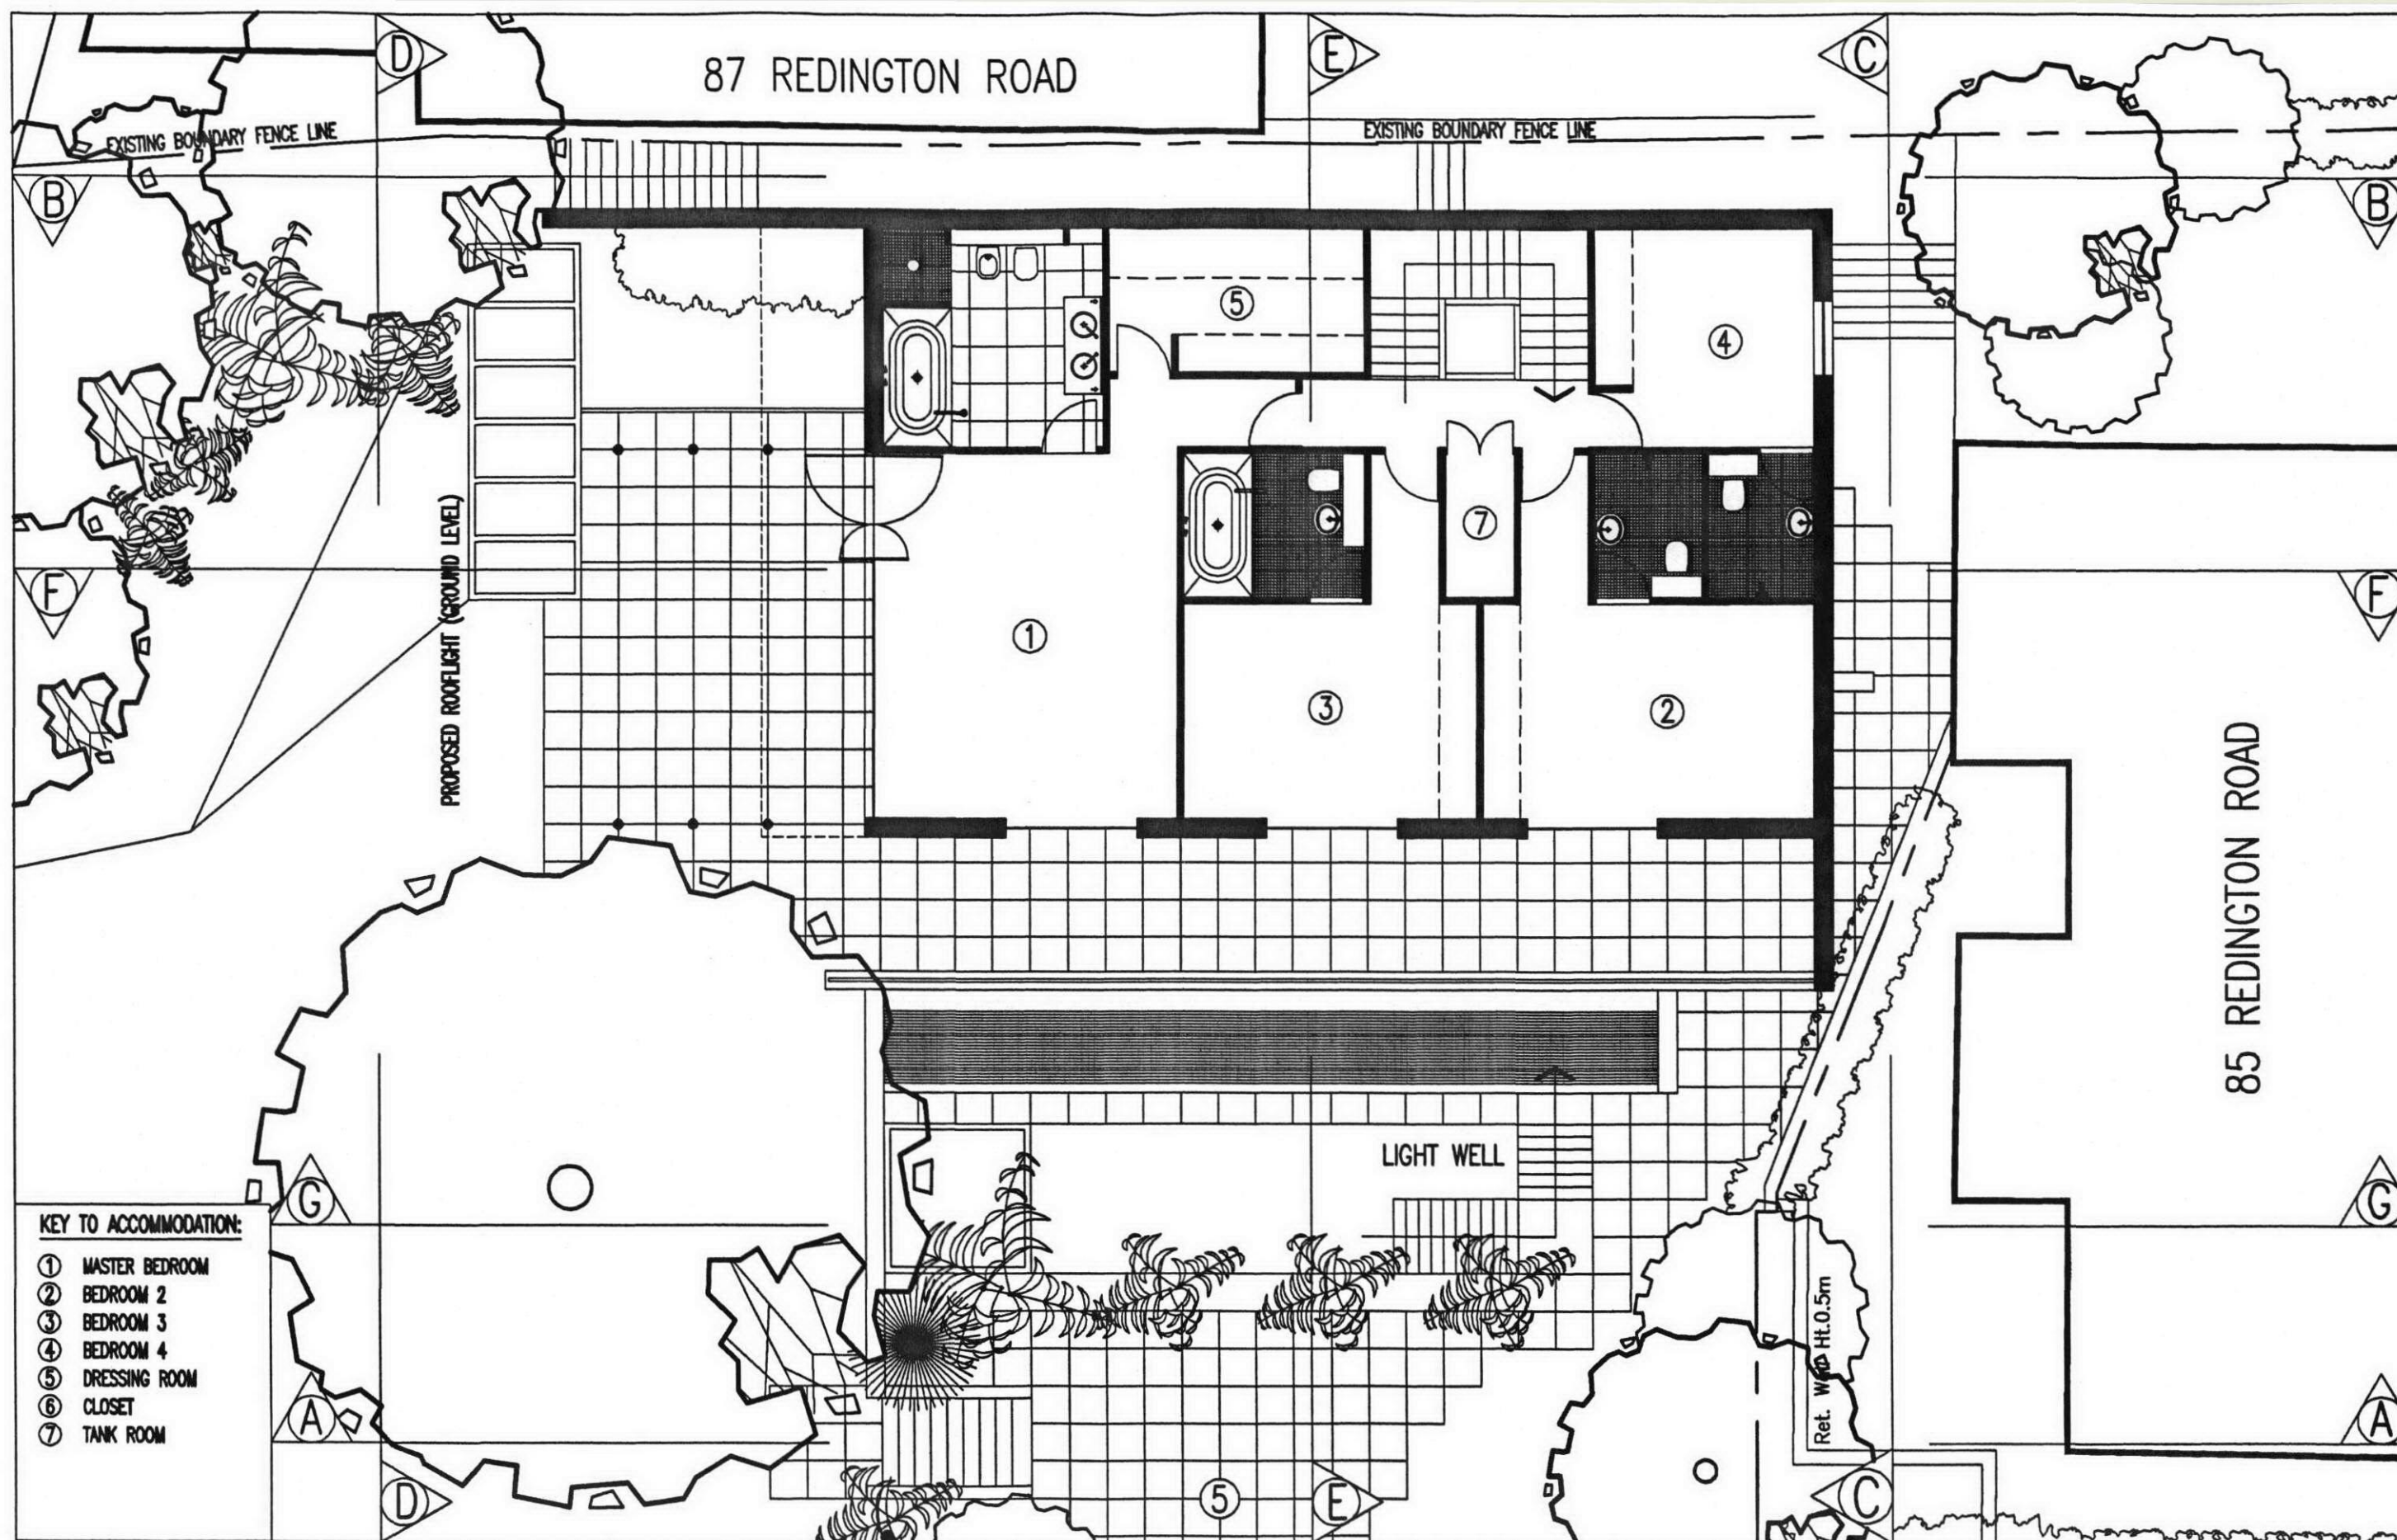 D
87 REDINGTON ROAD
E
C
EXISTING BOUNDARY FENCE LINE
EXISTING BOUNDARY FENCE LINE
B
B
5
4
7
F
F
PROPOSED ROOFLIGHT (GROUND LEVEL)
1
3
2
85 REDINGTON ROAD
LIGHT WELL
G
G
KEY TO ACCOMMODATION:
1 MASTER BEDROOM
2 BEDROOM 2
3 BEDROOM 3
4 BEDROOM 4
5 DRESSING ROOM
6 CLOSET
7 TANK ROOM
Ret. Wall Ht.0.5m
A
A
D
5
E
C